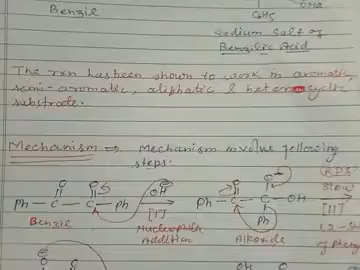 Benzil
C6H5
Sodium Salt of
Benzilic Acid
The rxn has been shown to work in aromatic,
semi-aromatic, aliphatic & heterocyclic
substrate.
Mechanism ⇒ Mechanism involve following
steps:
O O OH O O RDS
Ph - C - C - Ph Ph - C - C - OH slow
[I] [II]
Benzil Nucleophilic Ph 1,2-
Addition Alkoxide of Pheny
O